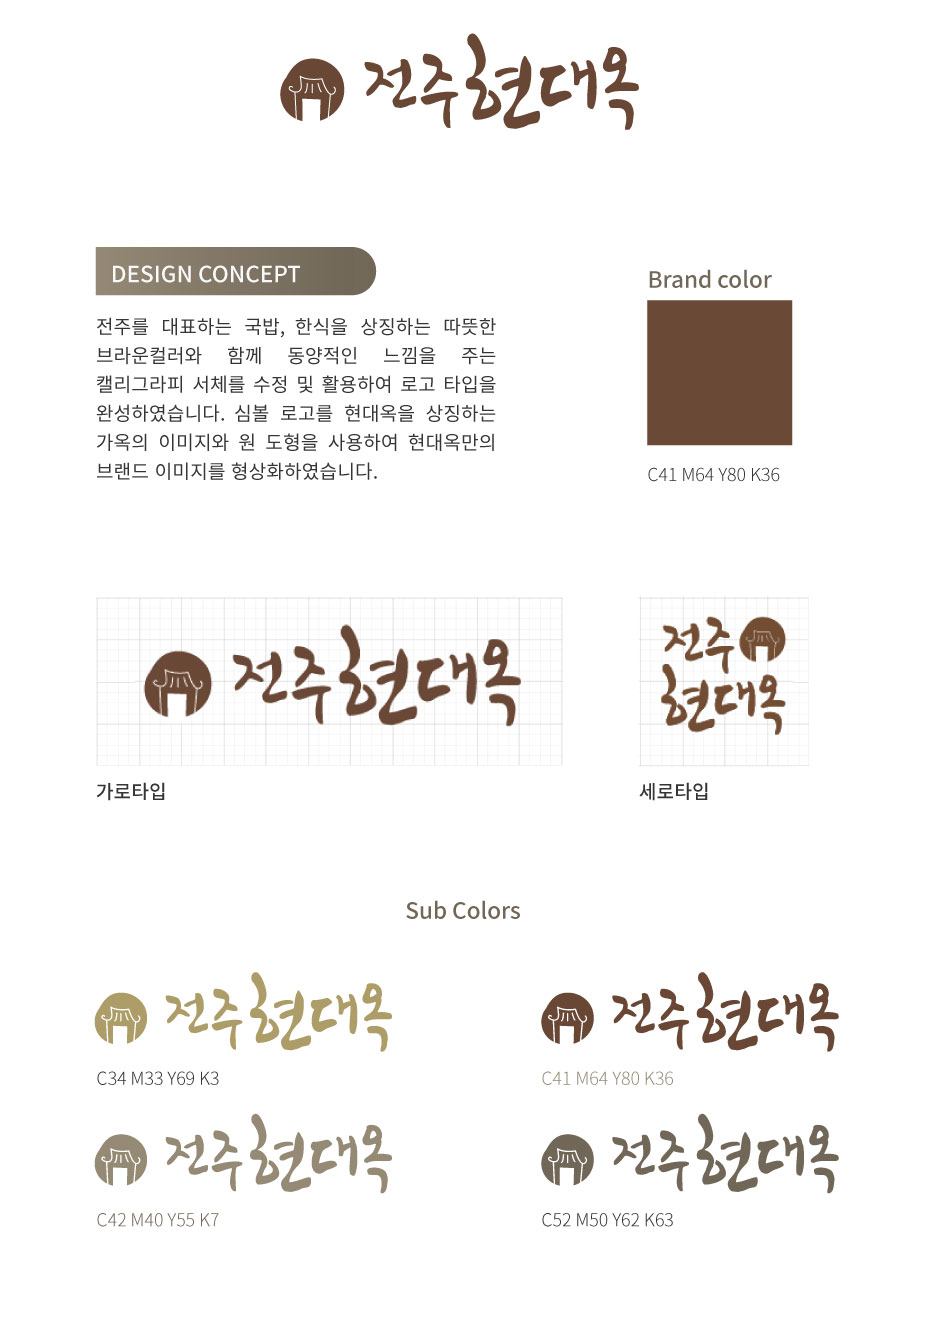 전주현대옥
DESIGN CONCEPT
전주를 대표하는 국밥, 한식을 상징하는 따뜻한
브라운컬러와 함께 동양적인 느낌을 주는
캘리그라피 서체를 수정 및 활용하여 로고 타입을
완성하였습니다. 심볼 로고를 현대옥을 상징하는
가옥의 이미지와 원 도형을 사용하여 현대옥만의
브랜드 이미지를 형상화하였습니다.
Brand color
C41 M64 Y80 K36
전주현대옥
가로타입
전주
현대옥
세로타입
Sub Colors
전주현대옥
C34 M33 Y69 K3
전주현대옥
C41 M64 Y80 K36
전주현대옥
C42 M40 Y55 K7
전주현대옥
C52 M50 Y62 K63